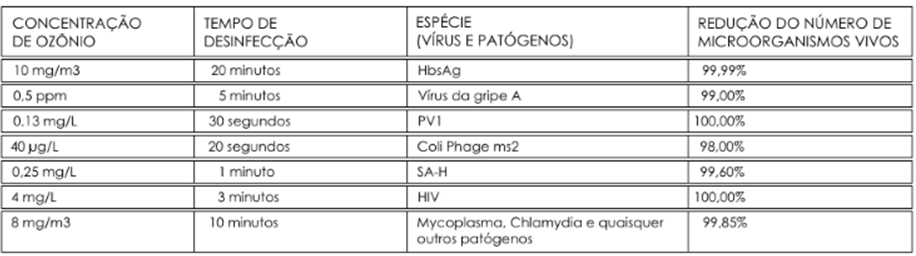 CONCENTRAÇÃO DE OZÔNIO | TEMPO DE DESINFECÇÃO | ESPÉCIE (VÍRUS E PATÓGENOS) | REDUÇÃO DO NÚMERO DE MICROORGANISMOS VIVOS
10 mg/m3 | 20 minutos | HbsAg | 99,99%
0,5 ppm | 5 minutos | Vírus da gripe A | 99,00%
0,13 mg/L | 30 segundos | PV1 | 100,00%
40 µg/L | 20 segundos | Coli Phage ms2 | 98,00%
0,25 mg/L | 1 minuto | SA-H | 99,60%
4 mg/L | 3 minutos | HIV | 100,00%
8 mg/m3 | 10 minutos | Mycoplasma, Chlamydia e quaisquer outros patógenos | 99,85%